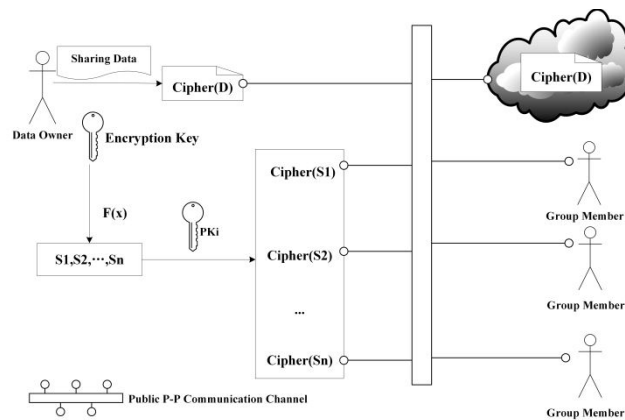 Sharing Data
Cipher(D)
Cipher(D)
Data Owner
Encryption Key
Cipher(S1)
F(x)
PKi
Group Member
S1,S2,···,Sn
Cipher(S2)
...
Group Member
Cipher(Sn)
Public P-P Communication Channel
Group Member